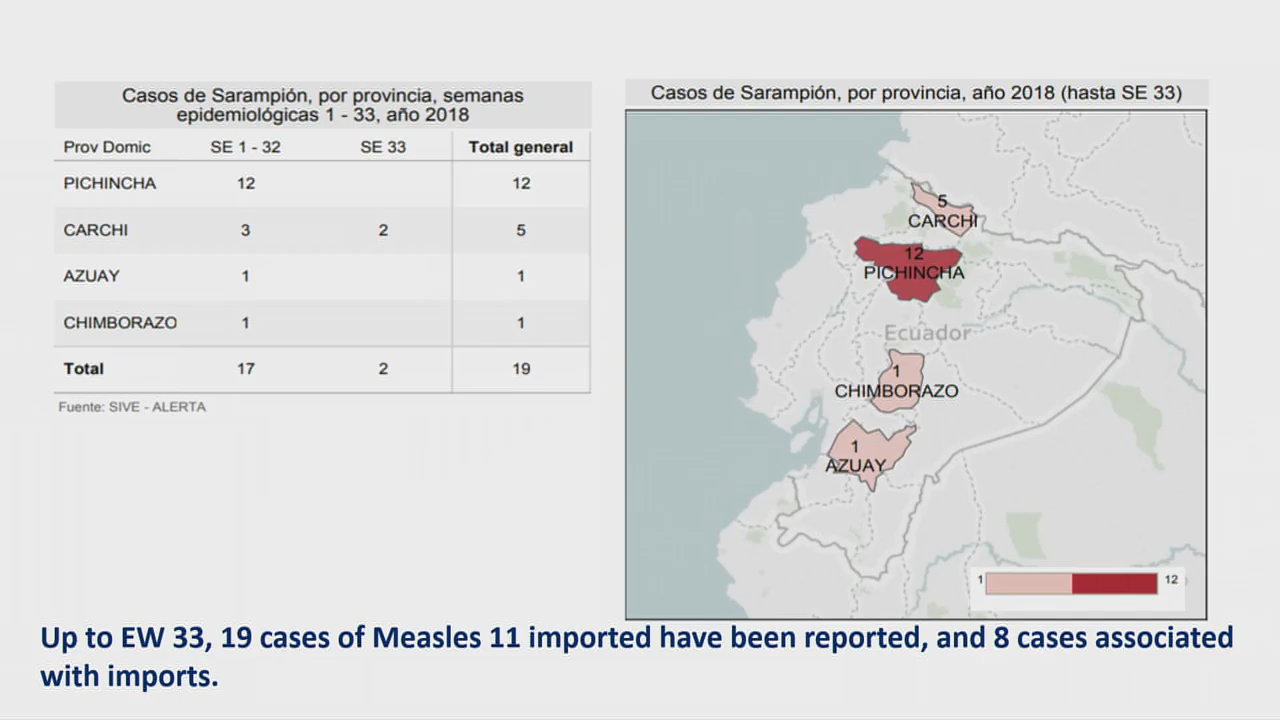 Casos de Sarampión, por provincia, semanas
epidemiológicas 1 - 33, año 2018
Prov Domic SE 1 - 32 SE 33 Total general
PICHINCHA 12 12
CARCHI 3 2 5
AZUAY 1 1
CHIMBORAZO 1 1
Total 17 2 19
Fuente: SIVE - ALERTA
Casos de Sarampión, por provincia, año 2018 (hasta SE 33)
5
CARCHI
12
PICHINCHA
Ecuador
1
CHIMBORAZO
1
AZUAY
1 12
Up to EW 33, 19 cases of Measles 11 imported have been reported, and 8 cases associated
with imports.